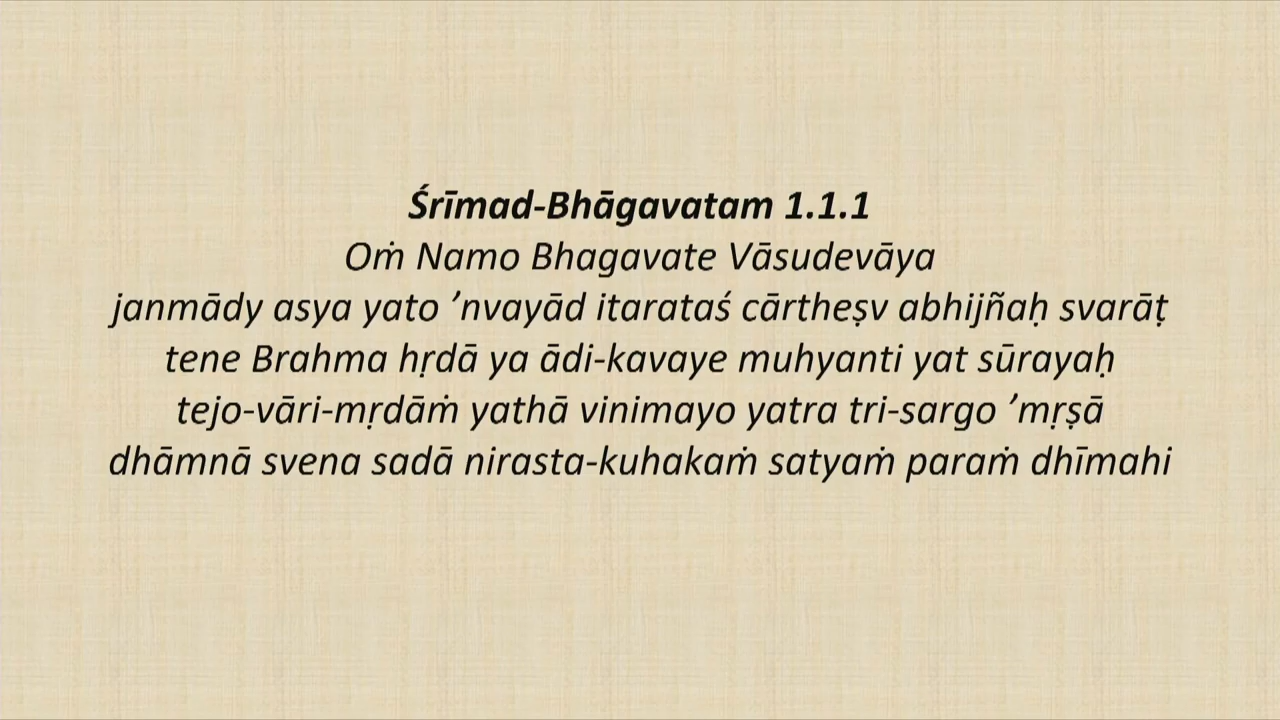 Śrīmad-Bhāgavatam 1.1.1
Oṁ Namo Bhagavate Vāsudevāya
janmādy asya yato ’nvayād itarataś cārtheṣv abhijñaḥ svarāṭ
tene Brahma hṛdā ya ādi-kavaye muhyanti yat sūrayaḥ
tejo-vāri-mṛdāṁ yathā vinimayo yatra tri-sargo ’mṛṣā
dhāmnā svena sadā nirasta-kuhakaṁ satyaṁ paraṁ dhīmahi